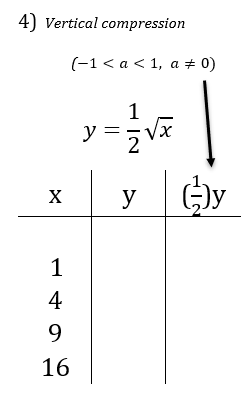 4) Vertical compression
(−1 < a < 1, a ≠ 0)
y = 1/2 √x
x y (1/2)y
1
4
9
16